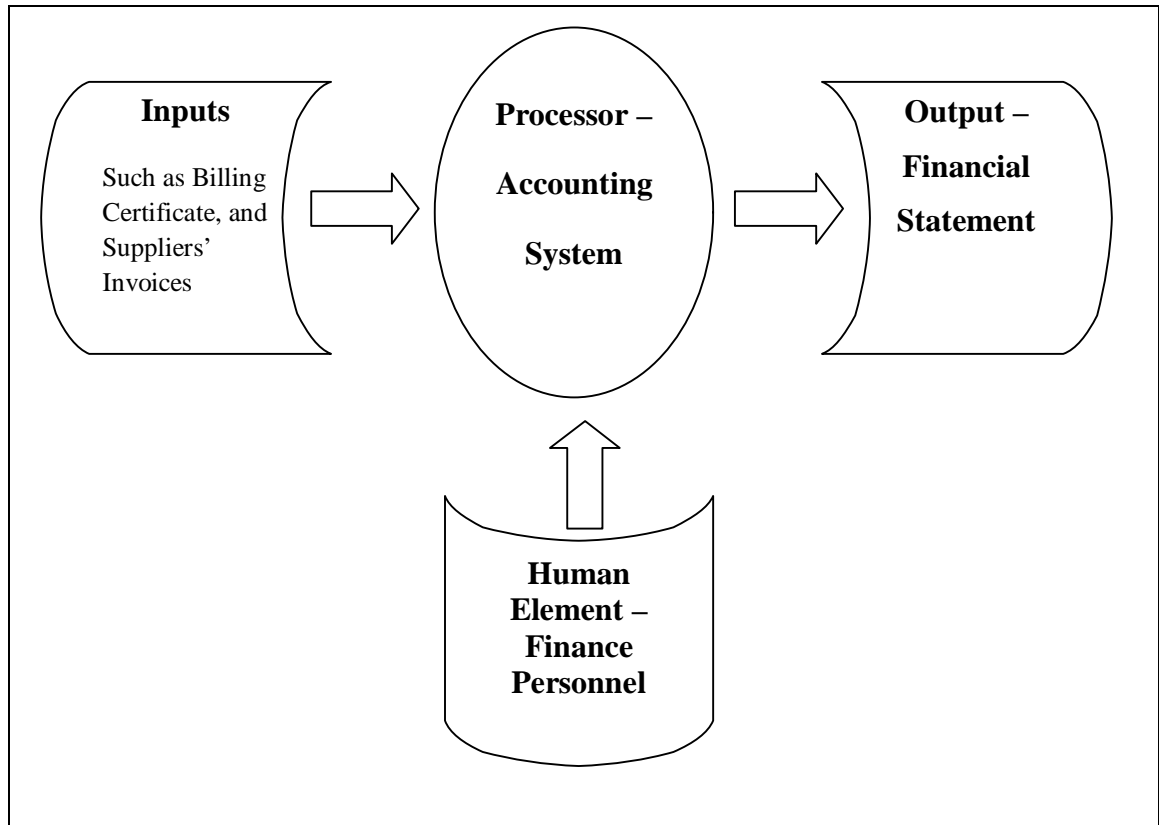 Inputs
Such as Billing
Certificate, and
Suppliers’
Invoices
Processor –
Accounting
System
Output –
Financial
Statement
Human
Element –
Finance
Personnel